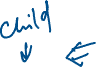 child
↓ ⇐